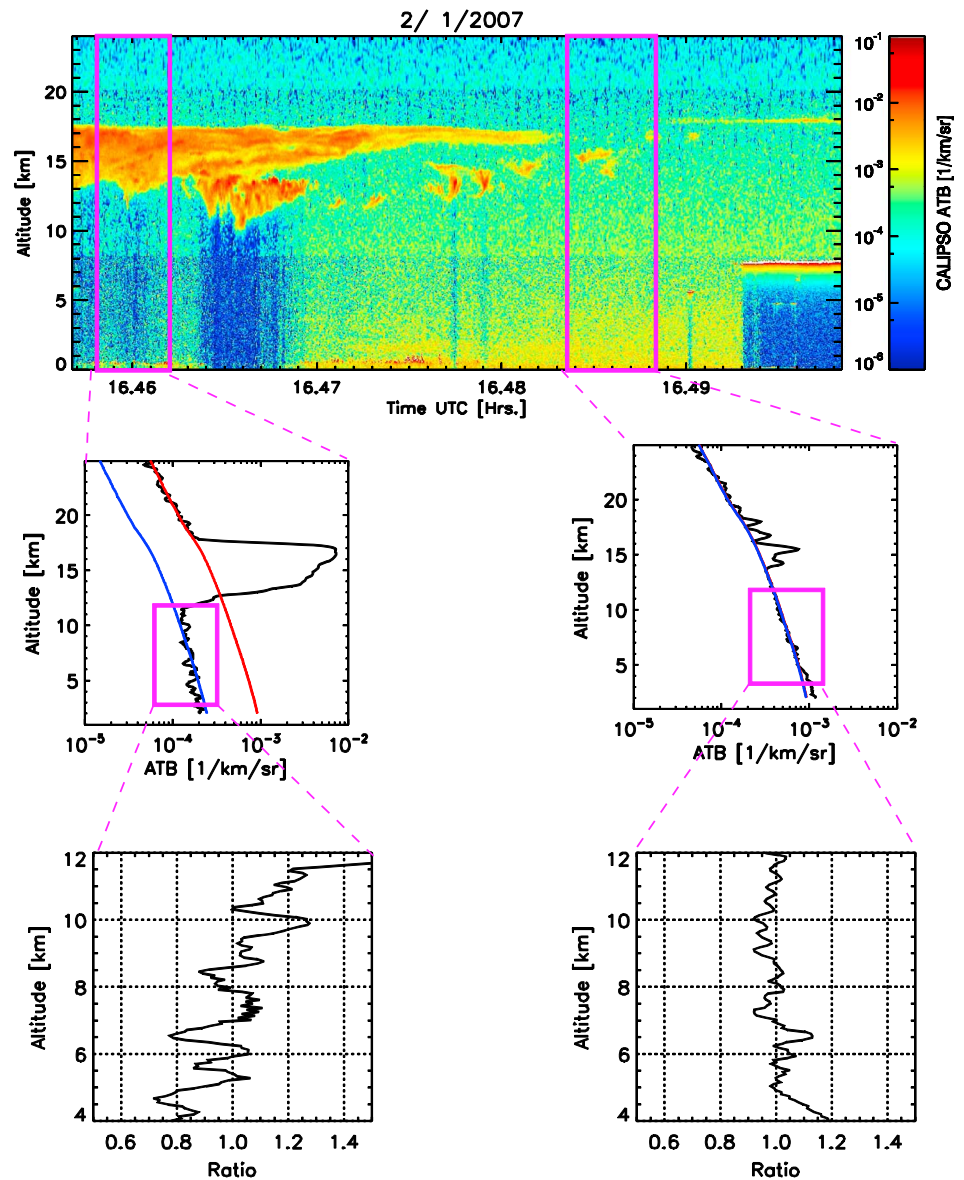 2/ 1/2007
Altitude [km]
20
15
10
5
0
16.46
16.47
16.48
16.49
Time UTC [Hrs.]
10⁻¹
10⁻²
10⁻³
10⁻⁴
10⁻⁵
10⁻⁶
CALIPSO ATB [1/km/sr]
Altitude [km]
20
15
10
5
10⁻⁵ 10⁻⁴ 10⁻³ 10⁻²
ATB [1/km/sr]
Altitude [km]
20
15
10
5
10⁻⁵ 10⁻⁴ 10⁻³ 10⁻²
ATB [1/km/sr]
Altitude [km]
12
10
8
6
4
0.6 0.8 1.0 1.2 1.4
Ratio
Altitude [km]
12
10
8
6
4
0.6 0.8 1.0 1.2 1.4
Ratio